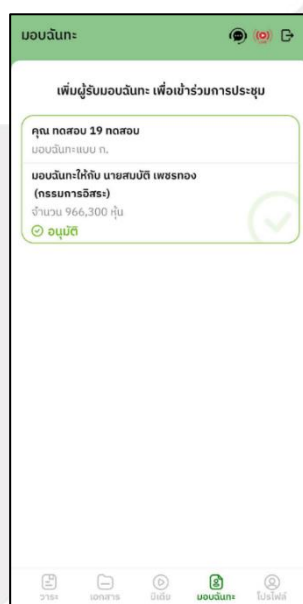 มอบฉันทะ
เพิ่มผู้รับมอบฉันทะ เพื่อเข้าร่วมการประชุม
คุณ ทดสอบ 19 ทดสอบ
มอบฉันทะแบบ ก.
มอบฉันทะให้กับ นายสมบัติ เพชรทอง
(กรรมการอิสระ)
จำนวน 966,300 หุ้น
อนุมัติ
วาระ เอกสาร มีเดีย มอบฉันทะ โปรไฟล์